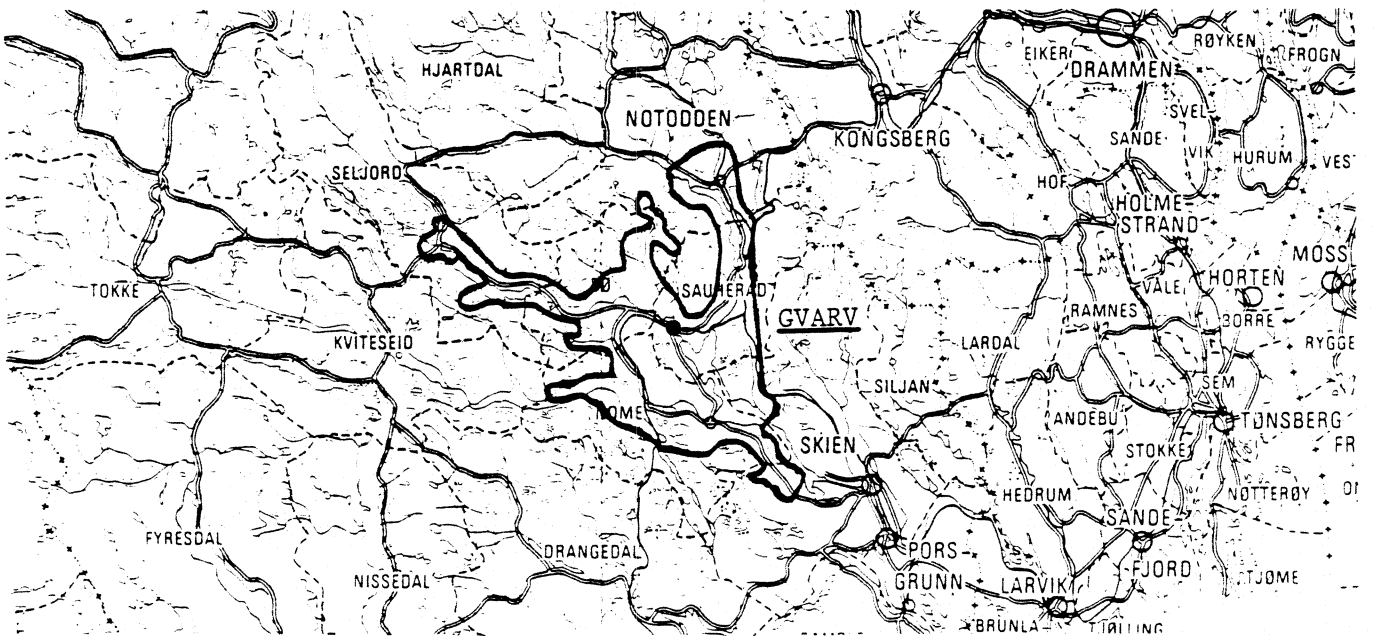 EIKER
RØYKEN
FROGN
HJARTDAL
DRAMMEN
NOTODDEN
SVEL-
VIK
KONGSBERG
SANDE
HURUM
SELJORD
HOF
HOLME-
STRAND
MOSS
TOKKE
SAUHERAD
VÅLE
HORTEN
GVARV
RAMNES
BORRE
KVITESEID
LARDAL
RYGGE
SILJAN
SEM
ANDEBU
TØNSBERG
SKIEN
STOKKE
FR
HEDRUM
NØTTERØY
SANDE-
FJORD
FYRESDAL
DRANGEDAL
PORS-
GRUNN
NISSEDAL
LARVIK
TJØME
BRUNLA
TJØLLING